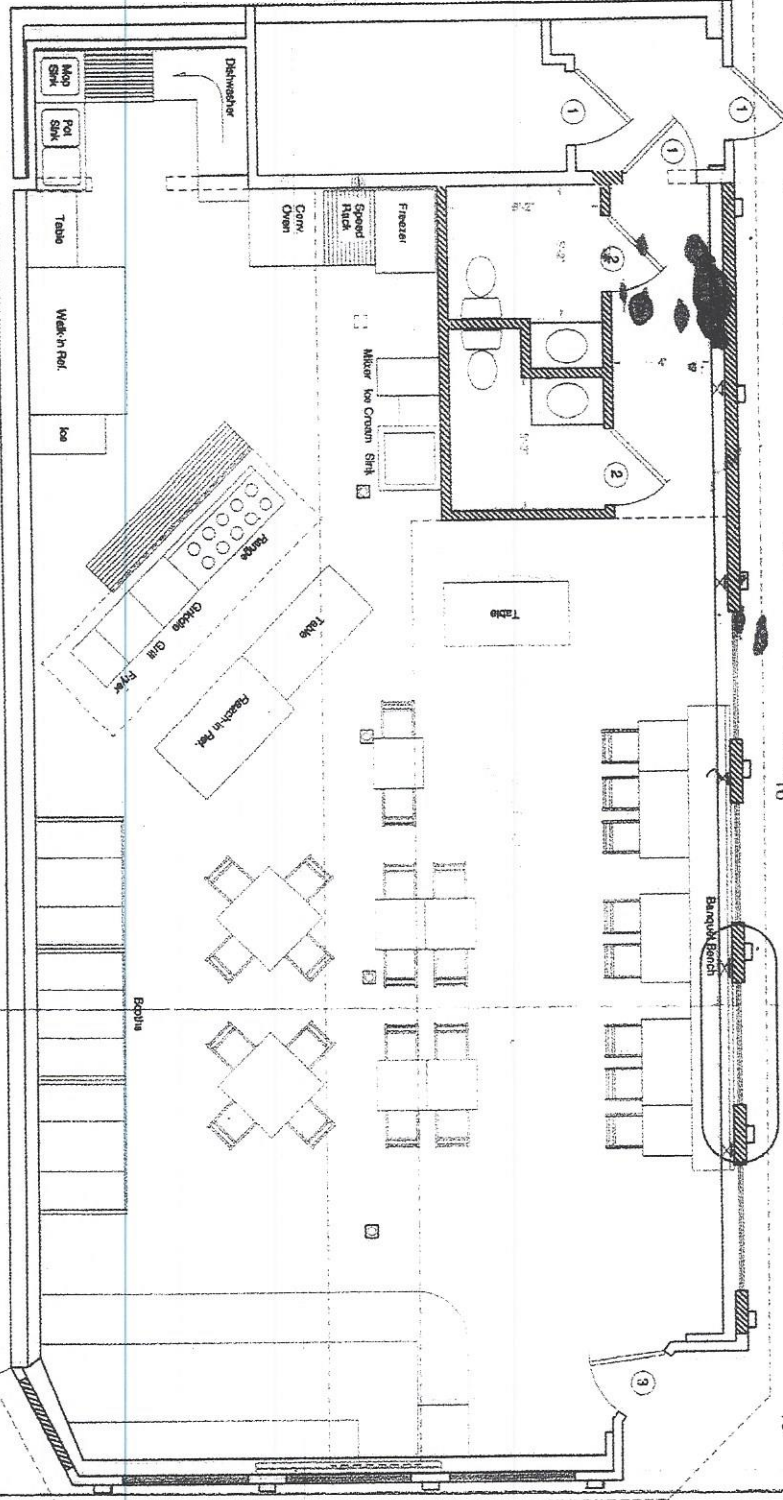 Mop
Sink
Dishwasher
Pot
Sink
Table
Walk-in Ref.
Ice
Conv.
Oven
Speed
Rack
Freezer
Mixer Ice Cream Sink
Range
Griddle
Grill
Fryer
Table
Reach-in Ref.
Table
Banquet Bench
Booths
1
1
1
2
2
3